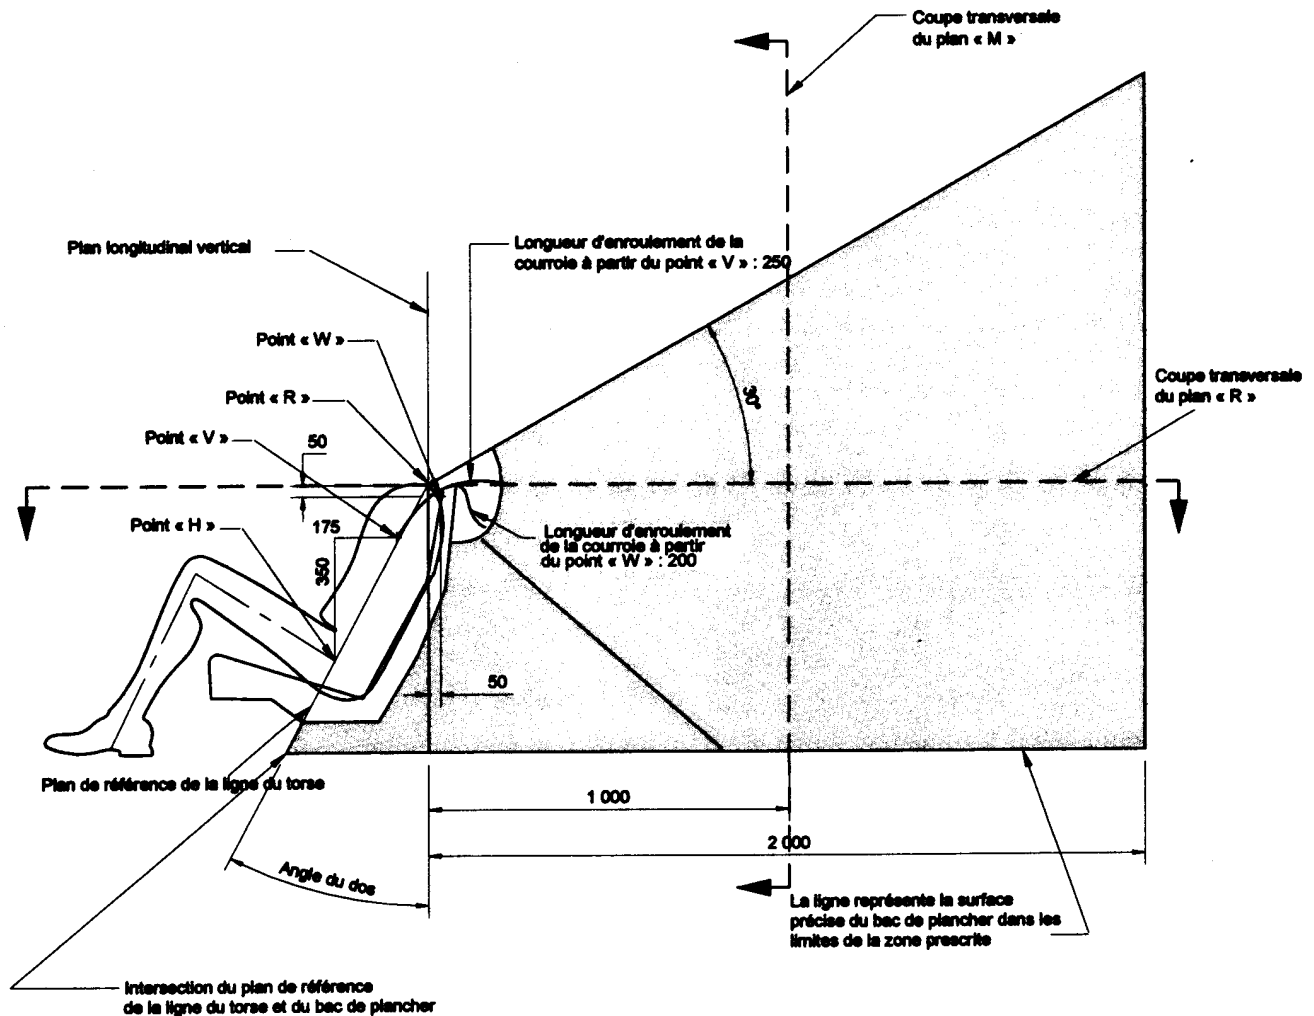 Coupe transversale
du plan « M »
Plan longitudinal vertical
Longueur d'enroulement de la
courroie à partir du point « V » : 250
Point « W »
Point « R »
Point « V »
50
30°
Coupe transversale
du plan « R »
Point « H »
175
350
Longueur d'enroulement
de la courroie à partir
du point « W » : 200
50
Plan de référence de la ligne du torse
1 000
2 000
Angle du dos
La ligne représente la surface
précise du bac de plancher dans les
limites de la zone prescrite
Intersection du plan de référence
de la ligne du torse et du bac de plancher